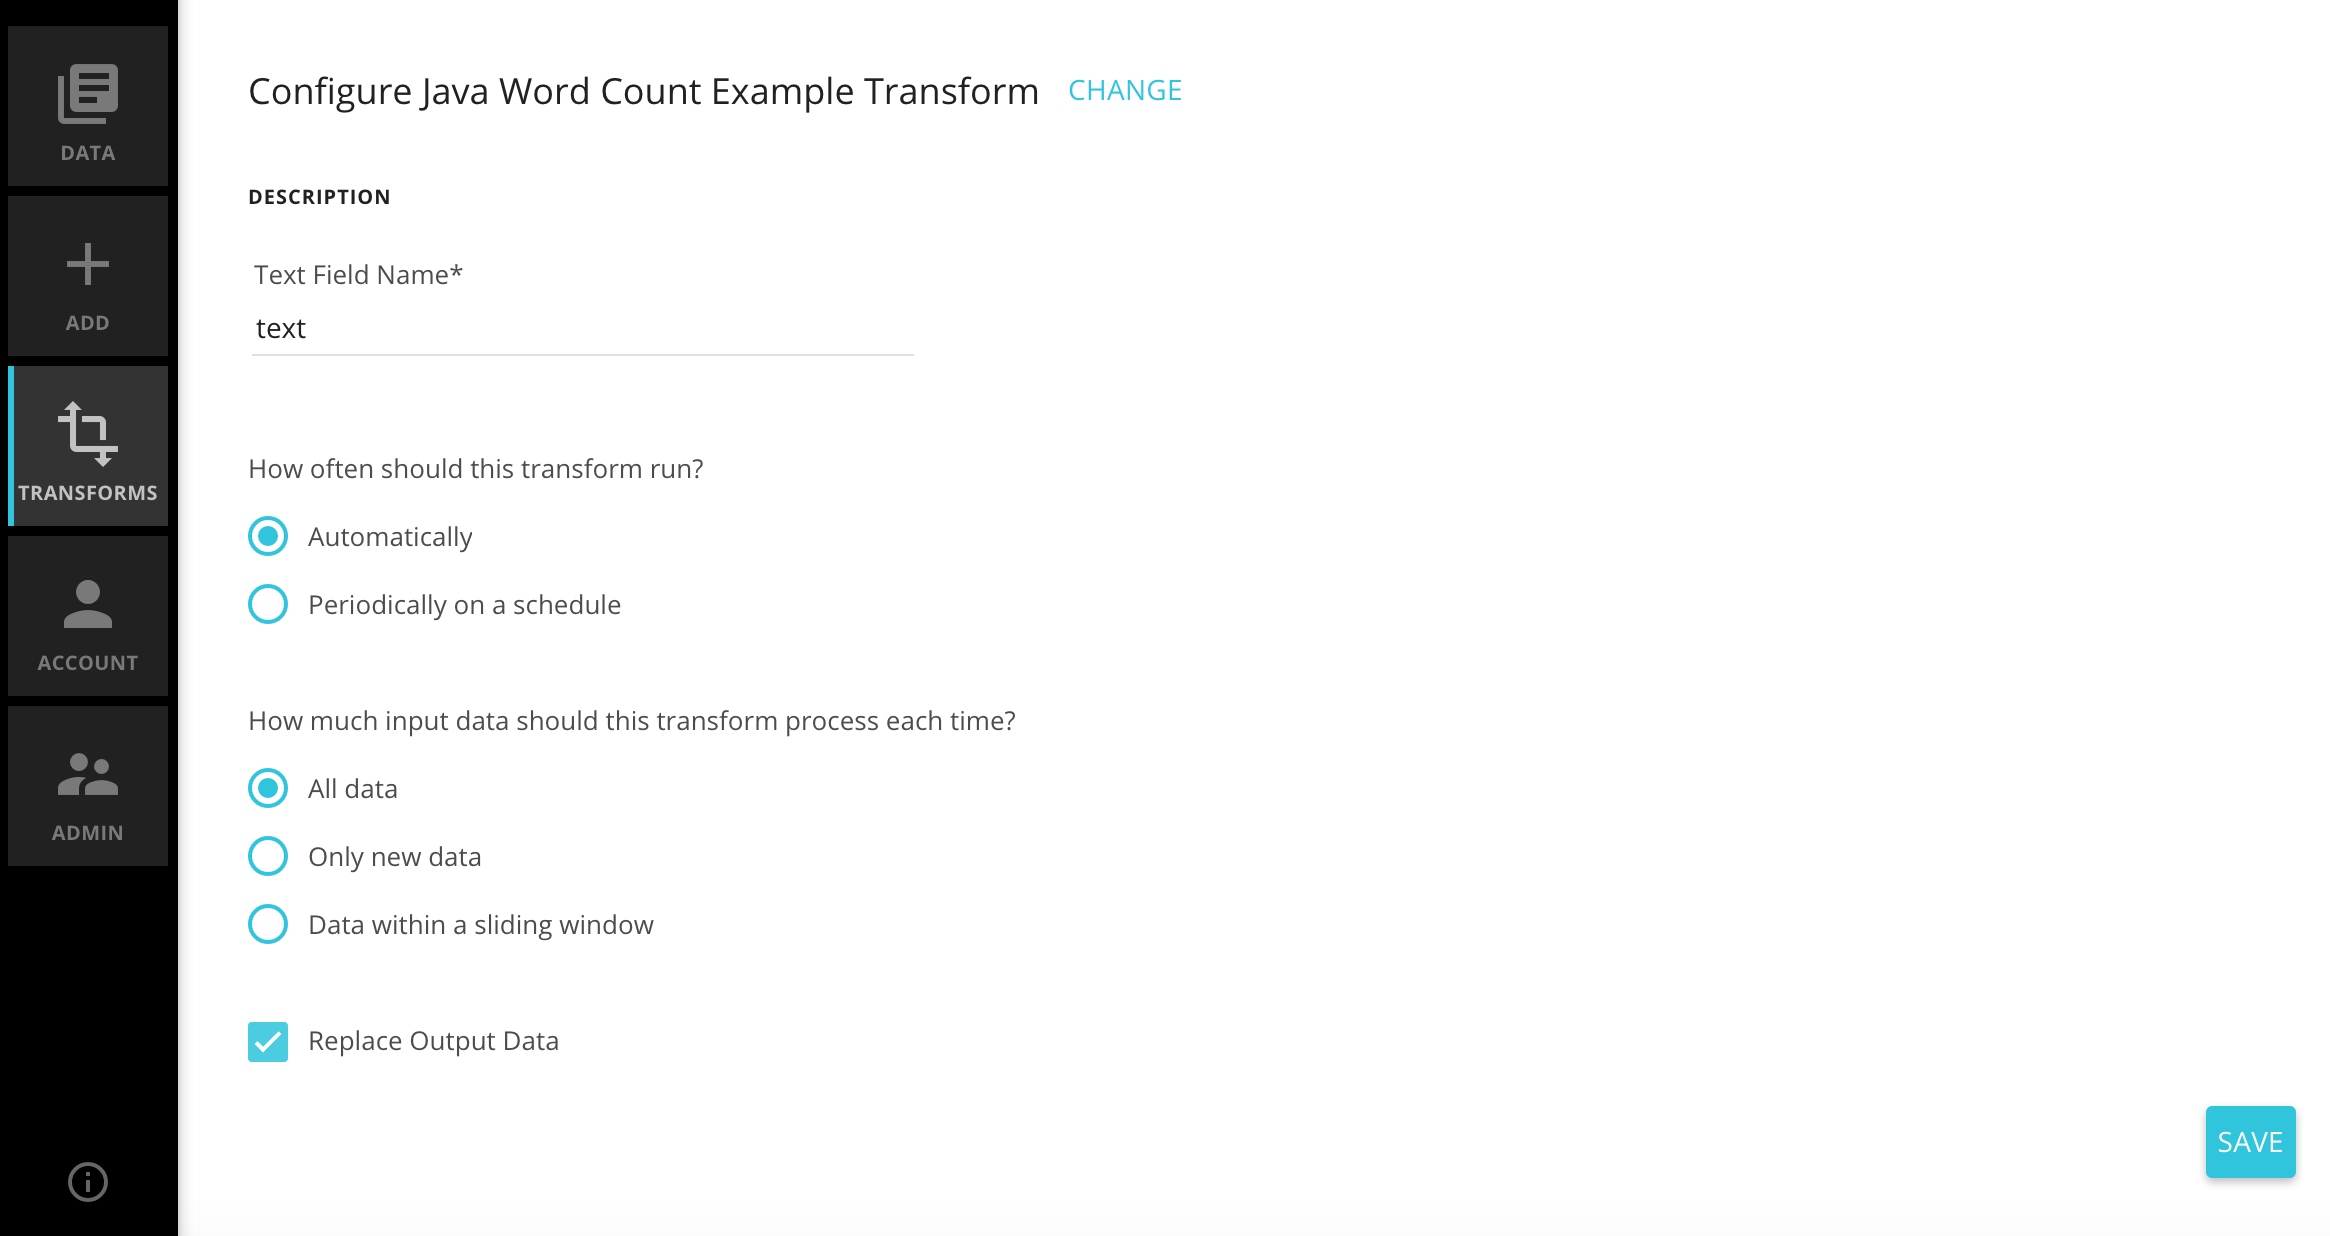 DATA
ADD
TRANSFORMS
ACCOUNT
ADMIN
Configure Java Word Count Example Transform CHANGE
DESCRIPTION
Text Field Name*
text
How often should this transform run?
Automatically
Periodically on a schedule
How much input data should this transform process each time?
All data
Only new data
Data within a sliding window
Replace Output Data
SAVE